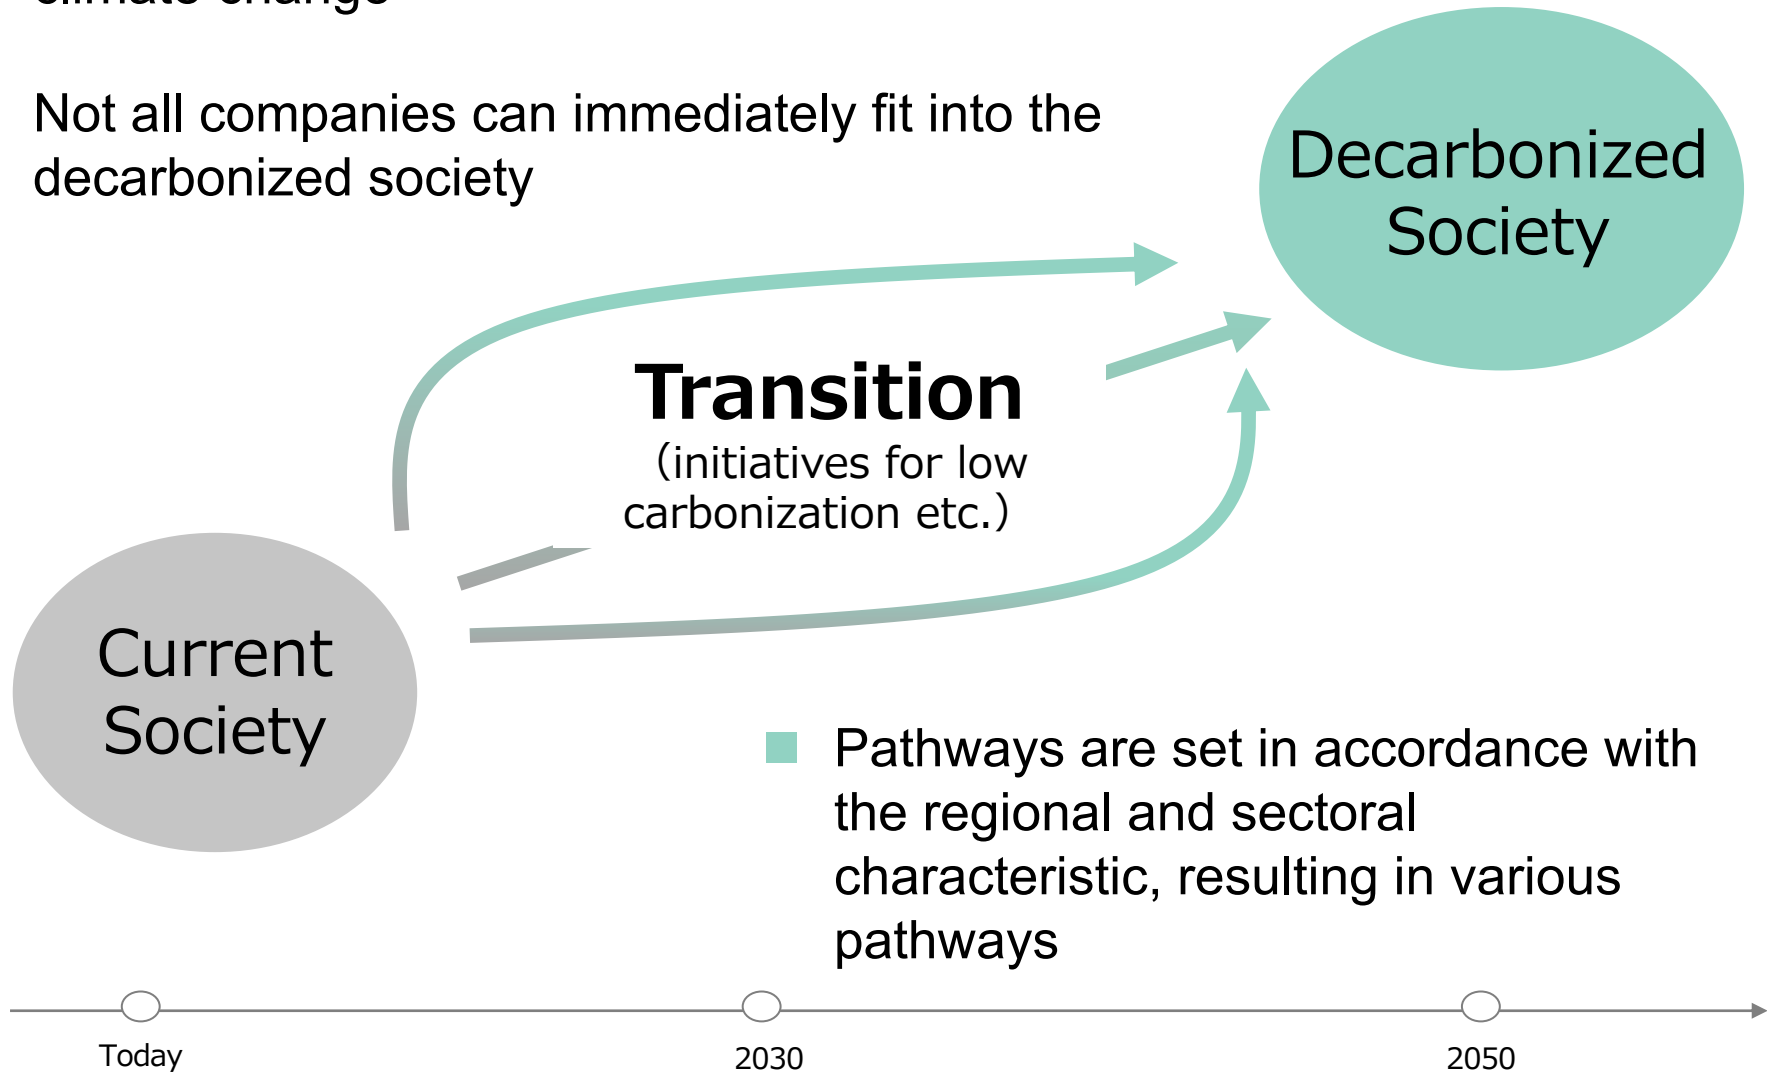 climate change
Not all companies can immediately fit into the
decarbonized society
Decarbonized
Society
Transition
(initiatives for low
carbonization etc.)
Current
Society
Pathways are set in accordance with
the regional and sectoral
characteristic, resulting in various
pathways
Today
2030
2050